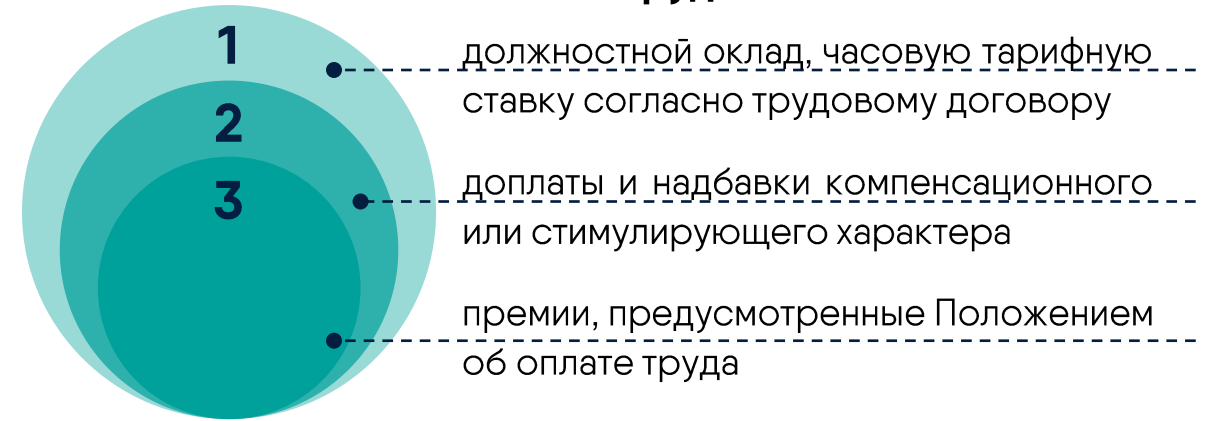 1
должностной оклад, часовую тарифную
ставку согласно трудовому договору
2
доплаты и надбавки компенсационного
или стимулирующего характера
3
премии, предусмотренные Положением
об оплате труда